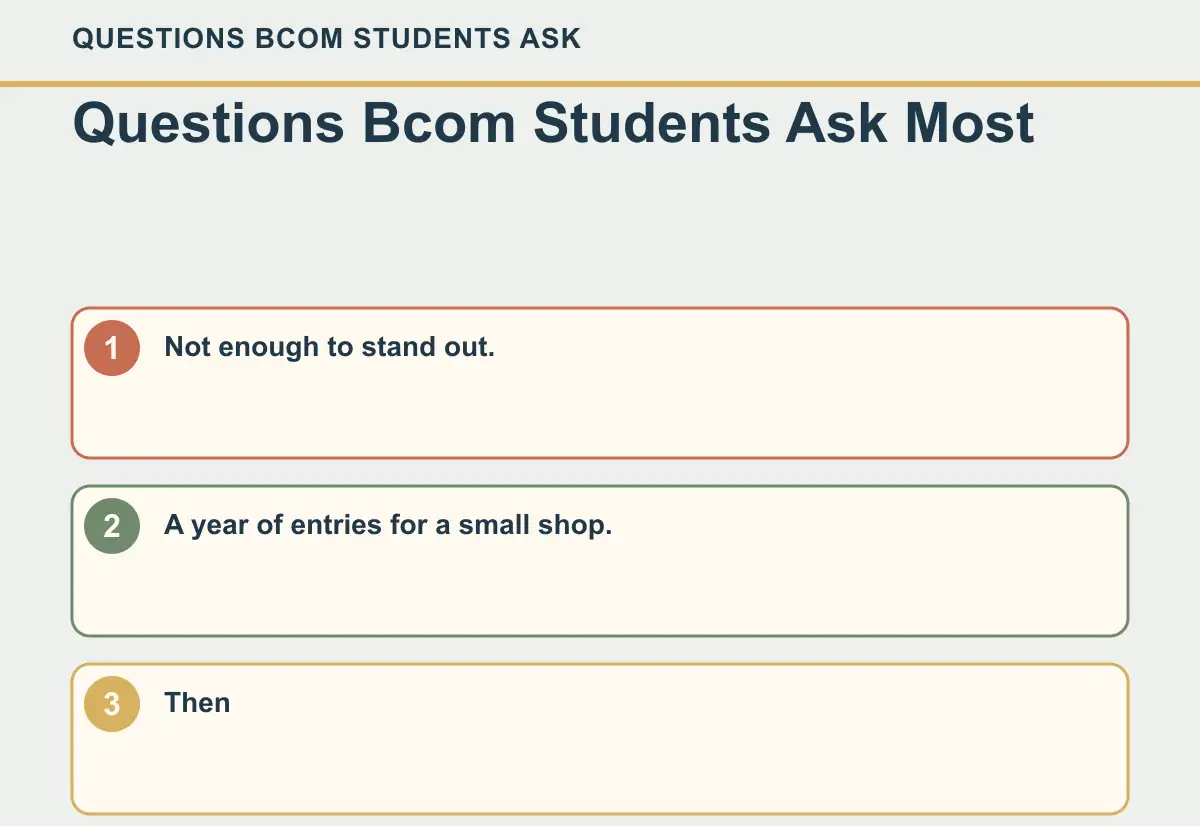 QUESTIONS BCOM STUDENTS ASK
Questions Bcom Students Ask Most
1 Not enough to stand out.
2 A year of entries for a small shop.
3 Then